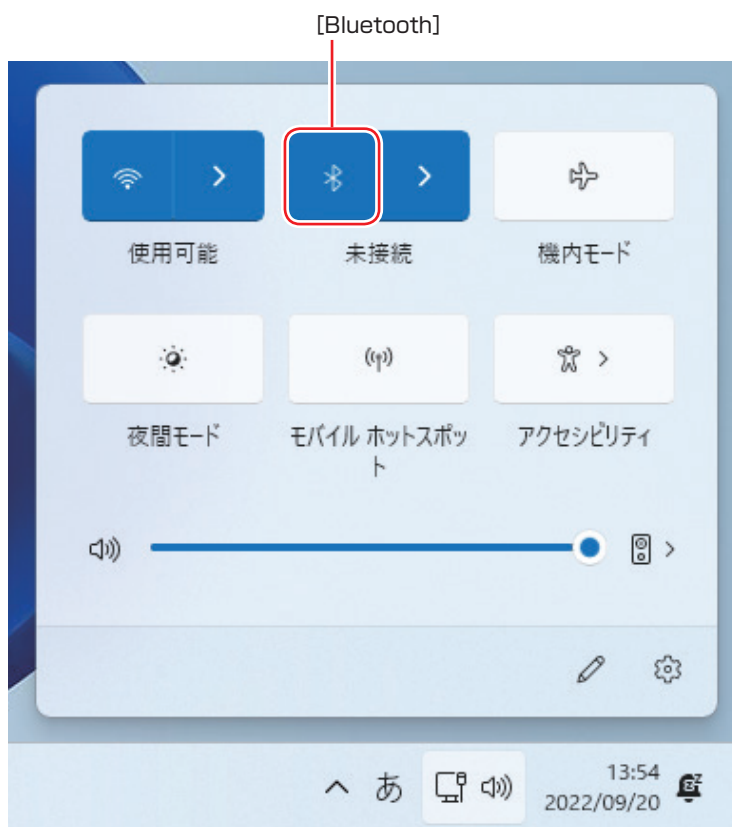 [Bluetooth]
使用可能
未接続
機内モード
夜間モード
モバイル ホットスポッ
ト
アクセシビリティ
あ
13:54
2022/09/20